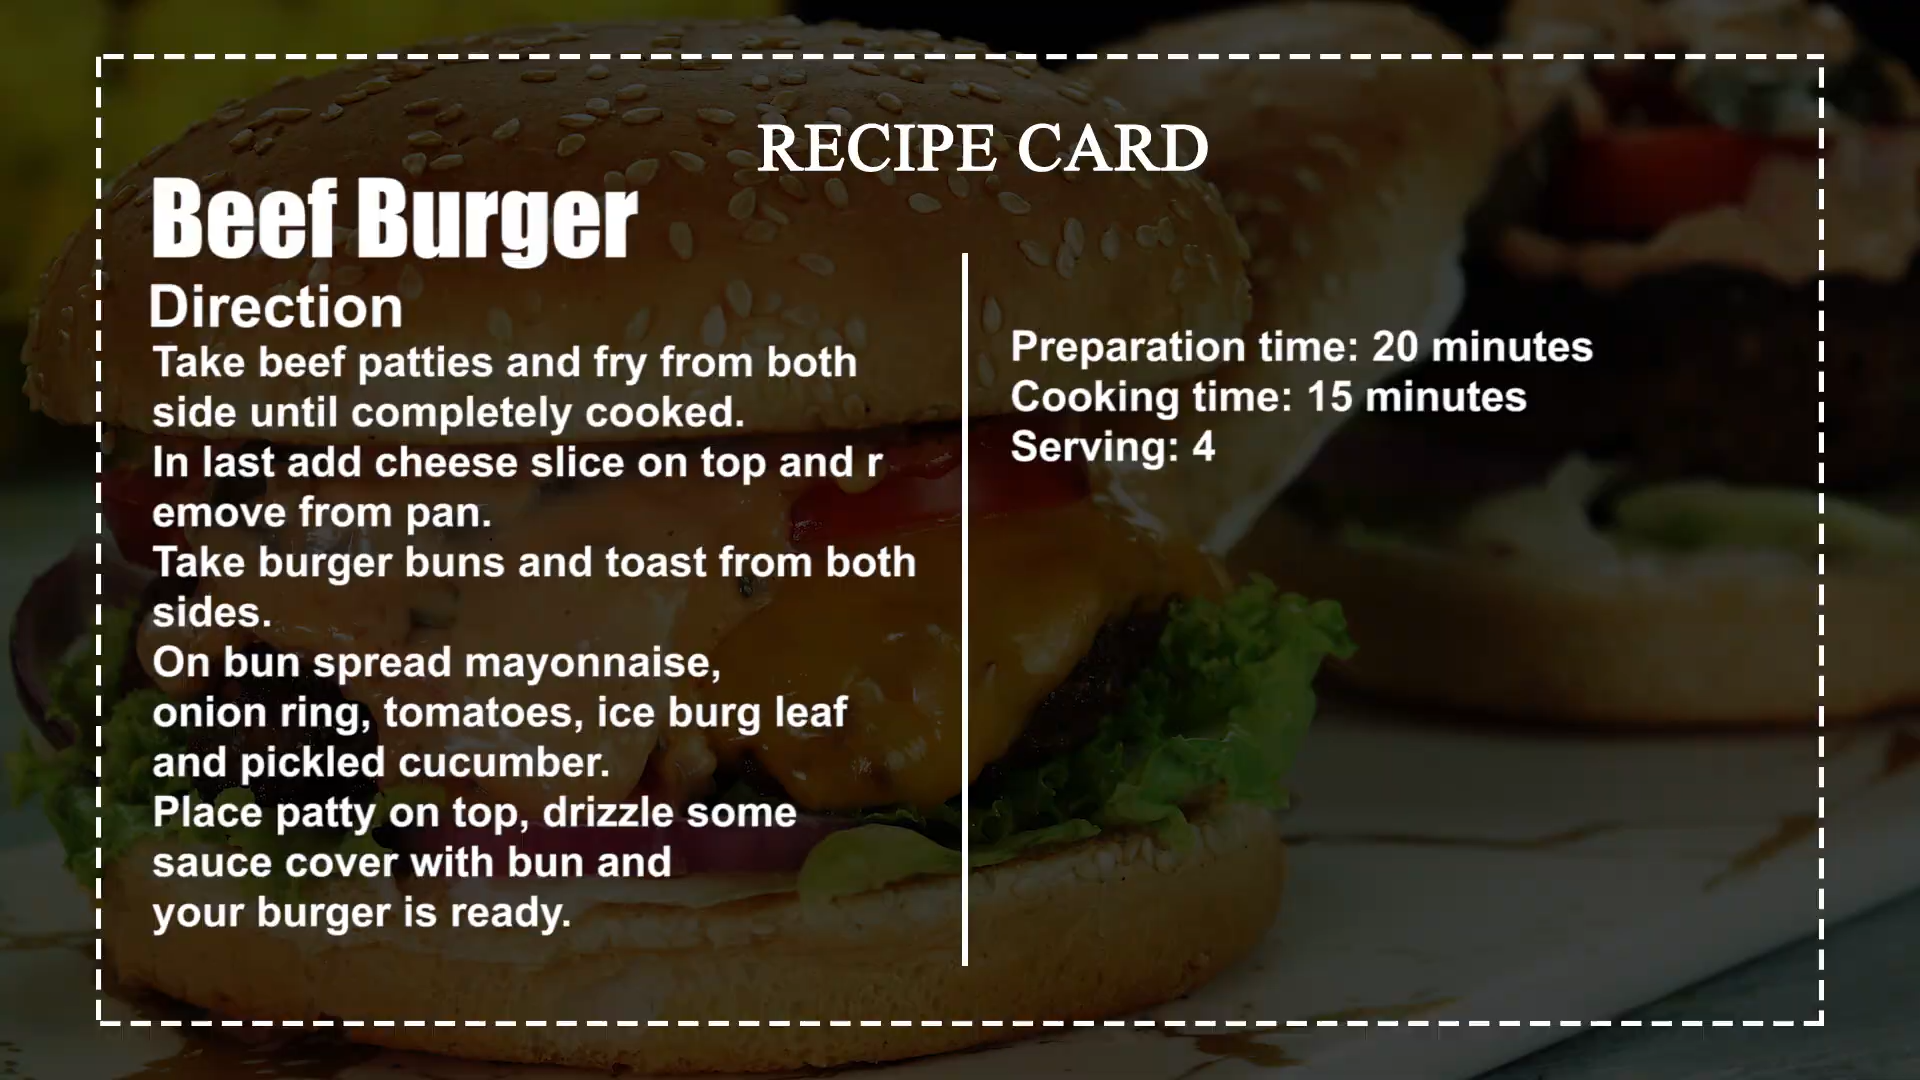 RECIPE CARD
Beef Burger
Direction
Take beef patties and fry from both
side until completely cooked.
In last add cheese slice on top and r
emove from pan.
Take burger buns and toast from both
sides.
On bun spread mayonnaise,
onion ring, tomatoes, ice burg leaf
and pickled cucumber.
Place patty on top, drizzle some
sauce cover with bun and
your burger is ready.
Preparation time: 20 minutes
Cooking time: 15 minutes
Serving: 4